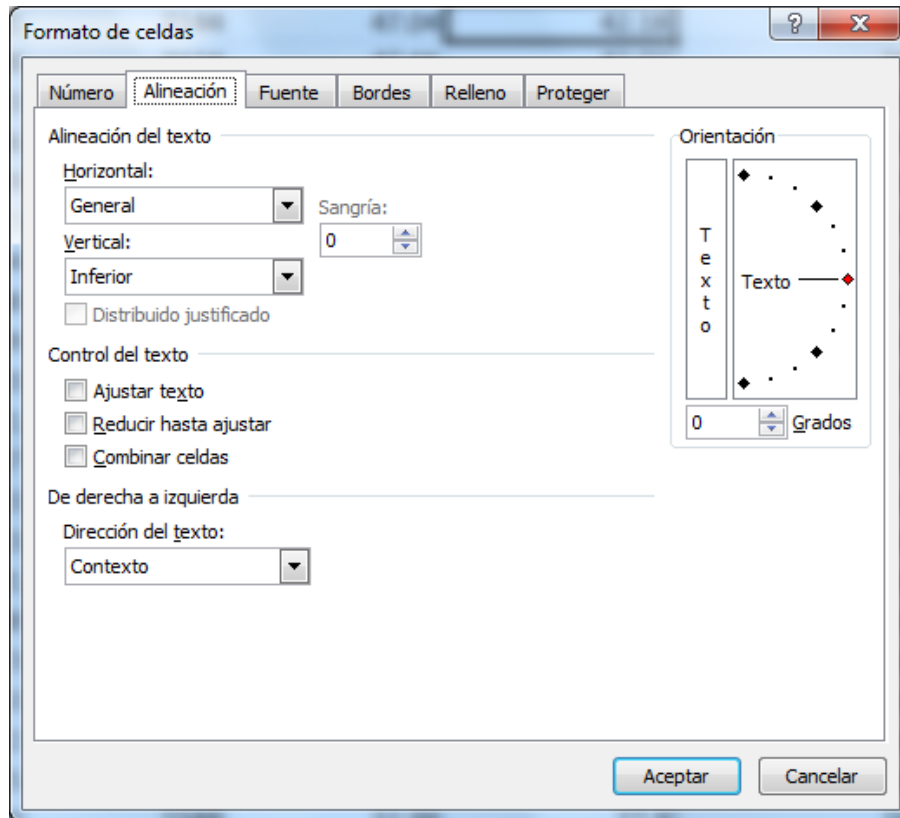 Formato de celdas
Número Alineación Fuente Bordes Relleno Proteger
Alineación del texto
Horizontal:
General
Sangría:
0
Vertical:
Inferior
Distribuido justificado
Control del texto
Ajustar texto
Reducir hasta ajustar
Combinar celdas
De derecha a izquierda
Dirección del texto:
Contexto
Orientación
Texto
Texto
0 Grados
Aceptar Cancelar